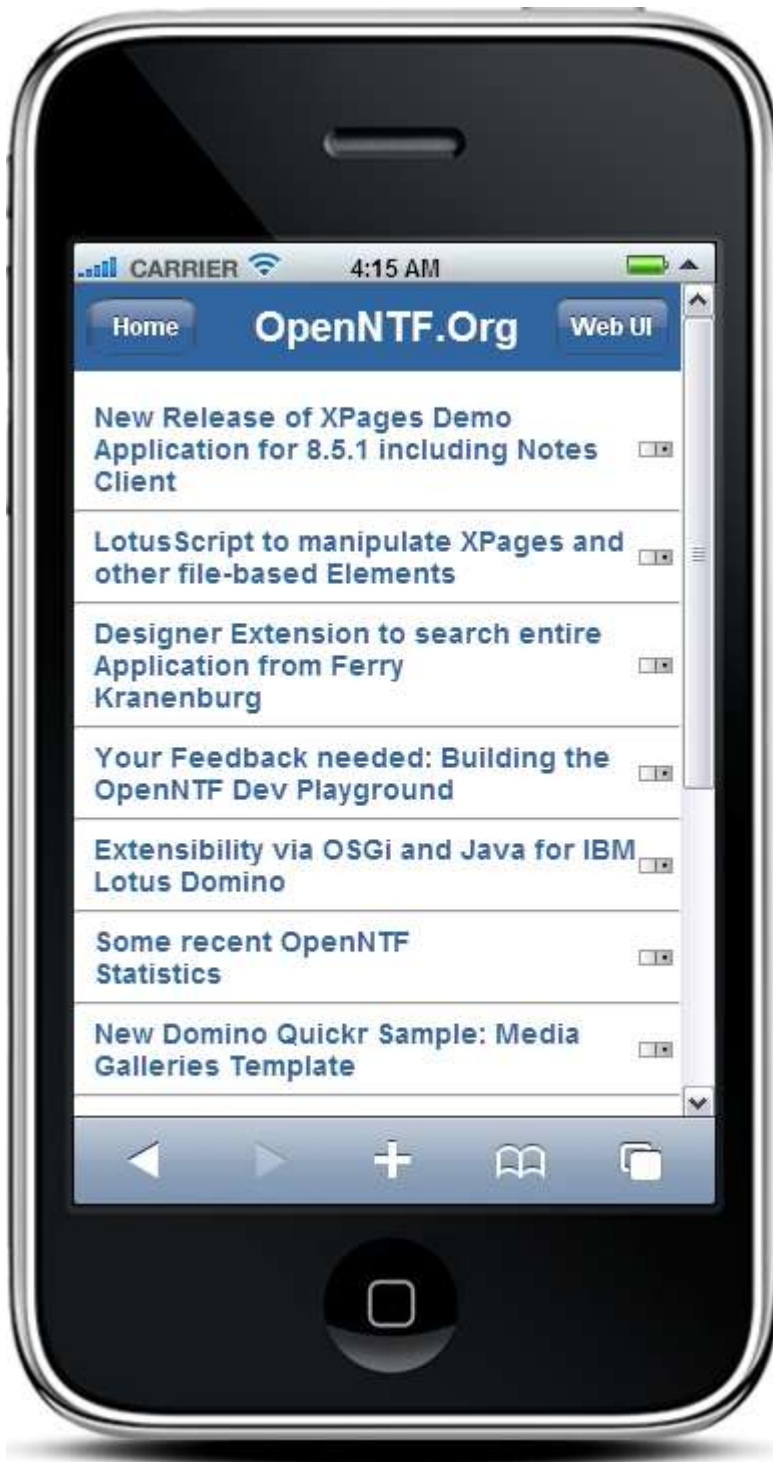 CARRIER 4:15 AM
Home OpenNTF.Org Web UI
New Release of XPages Demo
Application for 8.5.1 including Notes
Client
LotusScript to manipulate XPages and
other file-based Elements
Designer Extension to search entire
Application from Ferry
Kranenburg
Your Feedback needed: Building the
OpenNTF Dev Playground
Extensibility via OSGi and Java for IBM
Lotus Domino
Some recent OpenNTF
Statistics
New Domino Quickr Sample: Media
Galleries Template